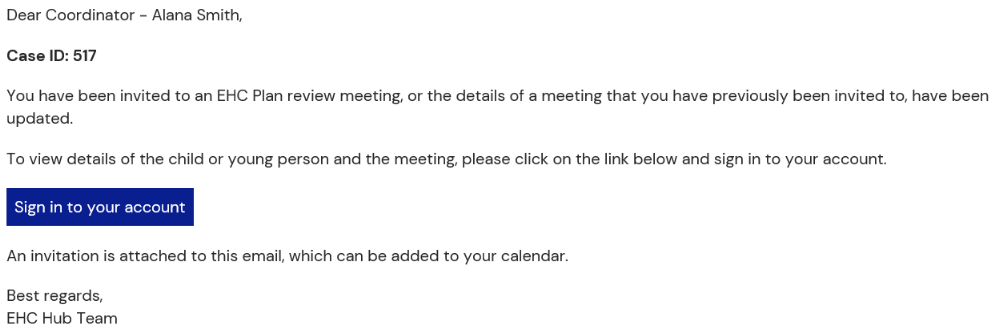 Dear Coordinator - Alana Smith,
Case ID: 517
You have been invited to an EHC Plan review meeting, or the details of a meeting that you have previously been invited to, have been
updated.
To view details of the child or young person and the meeting, please click on the link below and sign in to your account.
Sign in to your account
An invitation is attached to this email, which can be added to your calendar.
Best regards,
EHC Hub Team